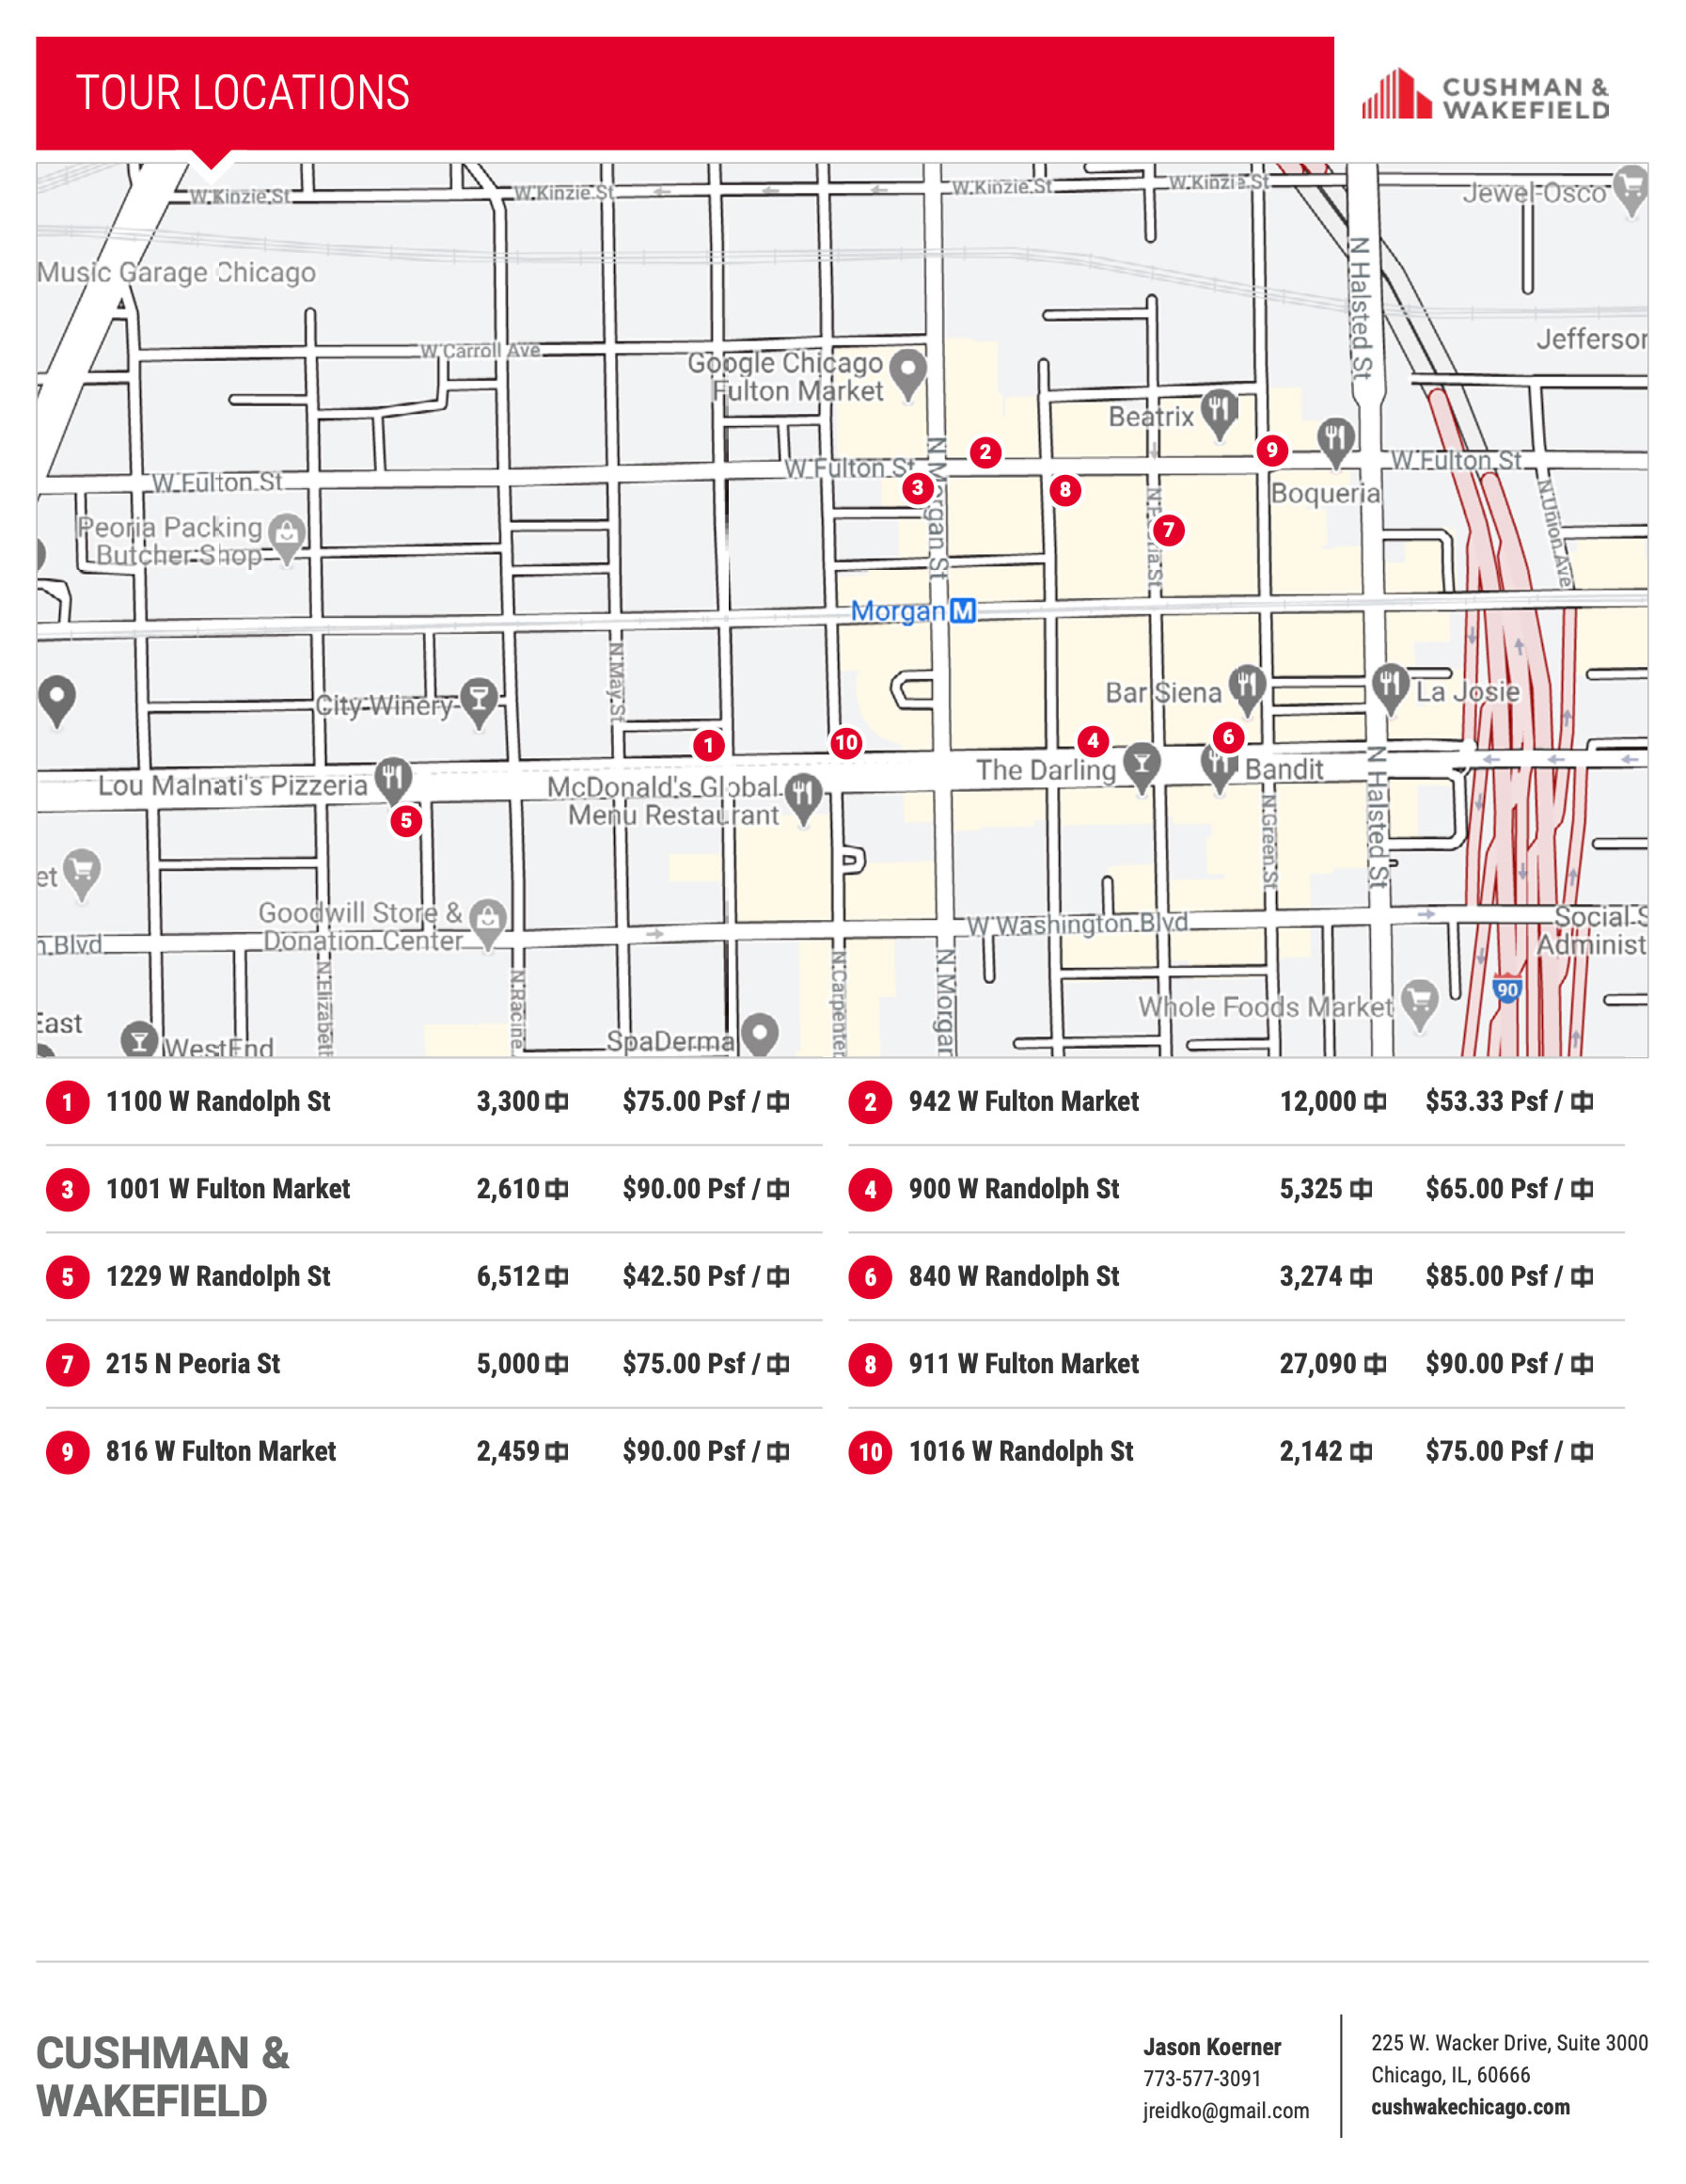 TOUR LOCATIONS
CUSHMAN &
WAKEFIELD
W Kinzie St
W Kinzie St
W Kinzie St
W Kinzie St
Jewel-Osco
Music Garage Chicago
N Halsted St
Jefferson
W Carroll Ave
Google Chicago
Fulton Market
Beatrix
2
9
W Fulton St
W Fulton St
W Fulton St
N Morgan St
3
8
Boqueria
N Union Ave
Peoria Packing
Butcher Shop
7
Morgan M
N May St
City Winery
Bar Siena
La Josie
1
10
4
6
Lou Malnati's Pizzeria
McDonald's Global
Menu Restaurant
The Darling
Bandit
N Halsted St
5
N Green St
et
Goodwill Store &
Donation Center
W Washington Blvd
Social S
Administ
n Blvd
N Elizabeth
N Racine
N Carpenter
N Morgan
90
Whole Foods Market
East
WestEnd
SpaDerma
1 1100 W Randolph St 3,300 $75.00 Psf /
2 942 W Fulton Market 12,000 $53.33 Psf /
3 1001 W Fulton Market 2,610 $90.00 Psf /
4 900 W Randolph St 5,325 $65.00 Psf /
5 1229 W Randolph St 6,512 $42.50 Psf /
6 840 W Randolph St 3,274 $85.00 Psf /
7 215 N Peoria St 5,000 $75.00 Psf /
8 911 W Fulton Market 27,090 $90.00 Psf /
9 816 W Fulton Market 2,459 $90.00 Psf /
10 1016 W Randolph St 2,142 $75.00 Psf /
CUSHMAN &
WAKEFIELD
Jason Koerner
773-577-3091
jreidko@gmail.com
225 W. Wacker Drive, Suite 3000
Chicago, IL, 60666
cushwakechicago.com